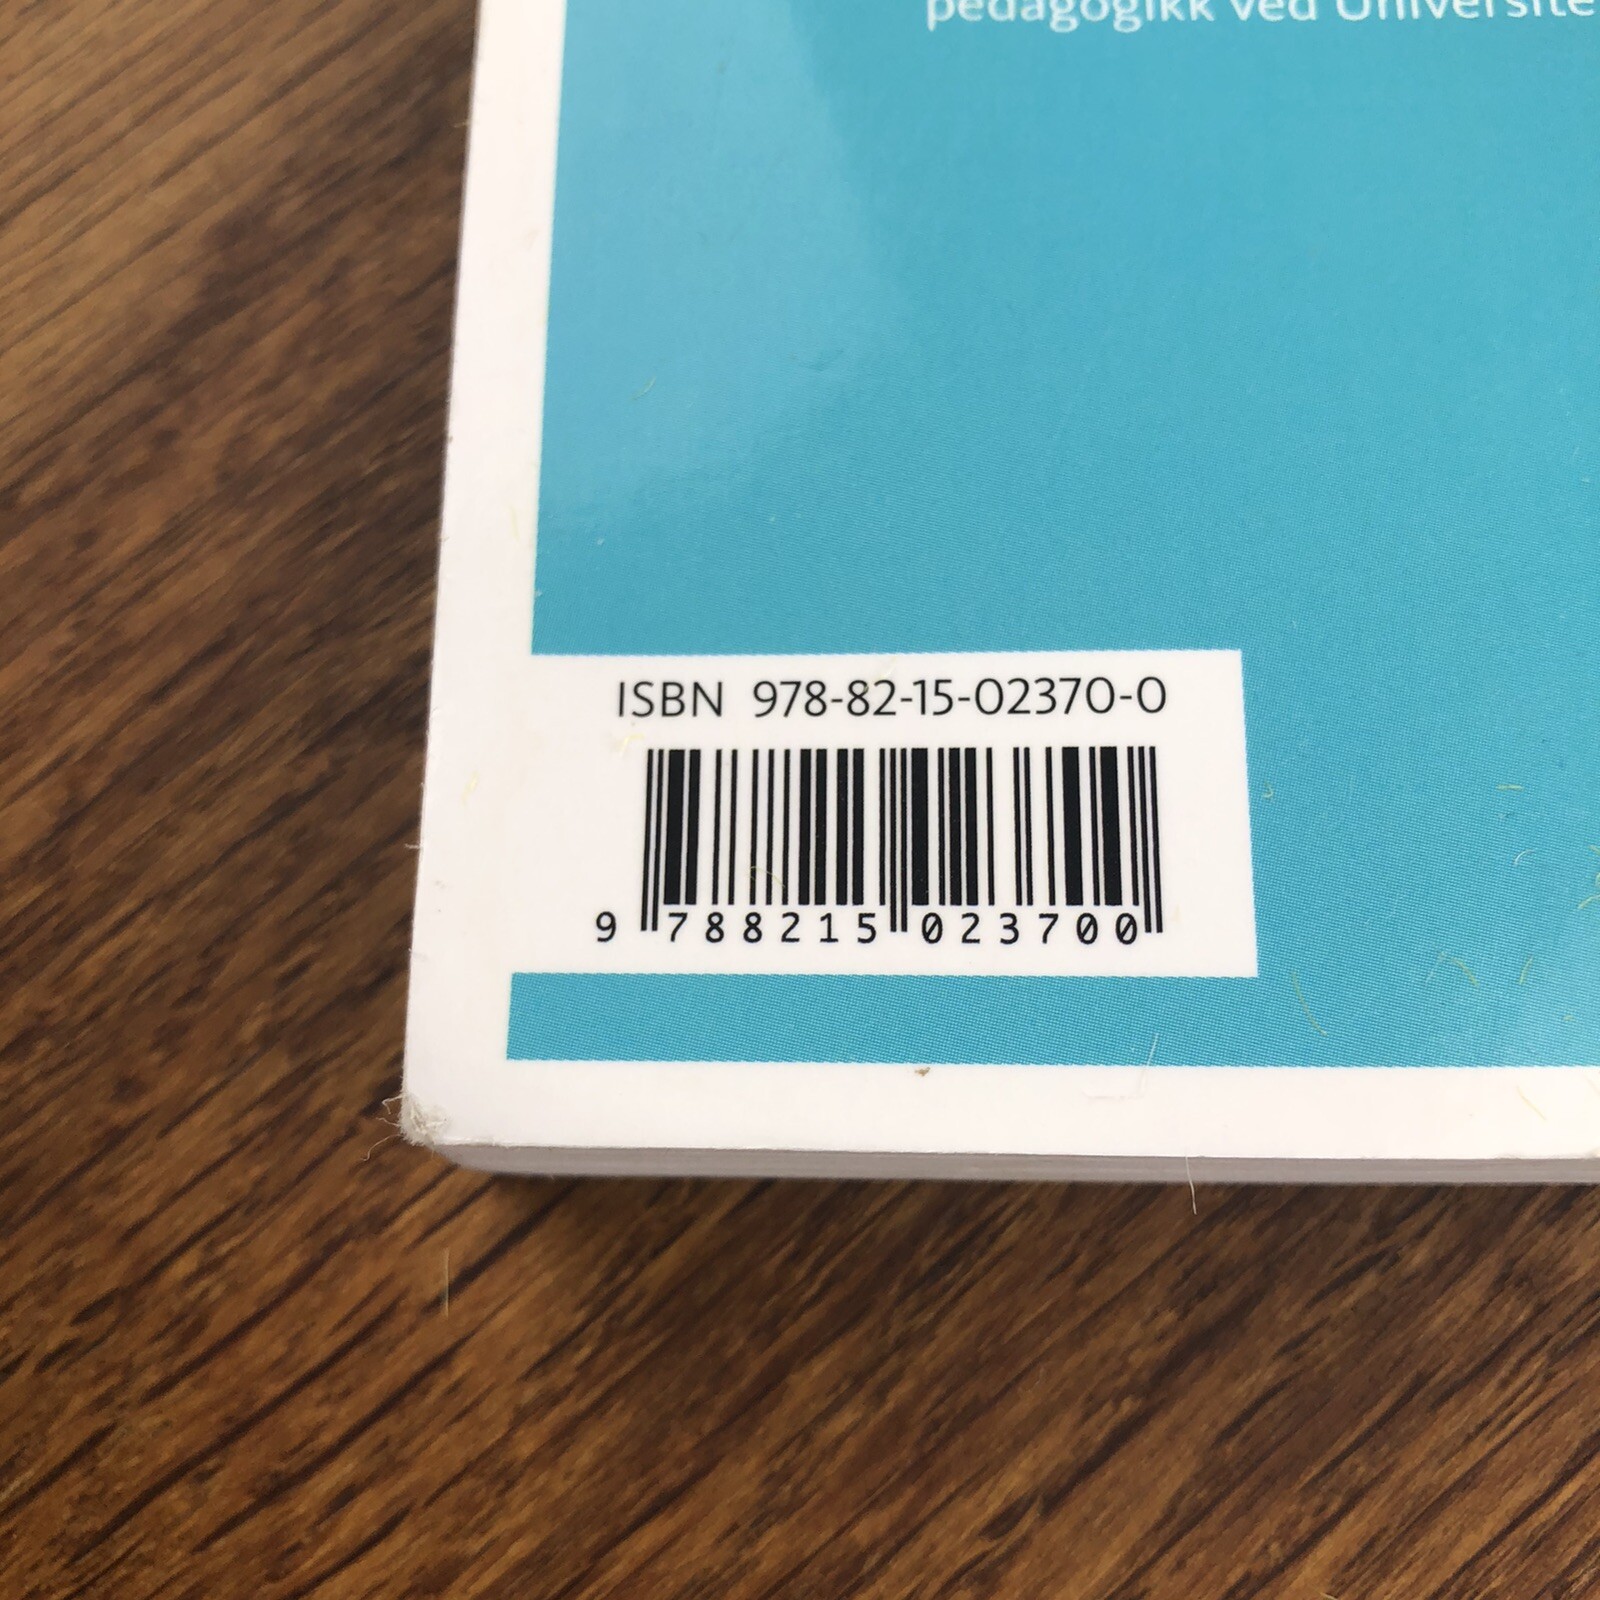 pedagogikk ved Universite
ISBN 978-82-15-02370-0
9 788215 023700